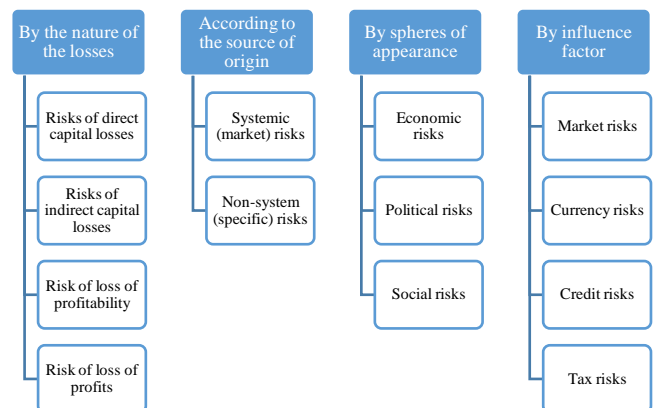 By the nature of
the losses
Risks of direct
capital losses
Risks of
indirect capital
losses
Risk of loss of
profitability
Risk of loss of
profits
According to
the source of
origin
Systemic
(market) risks
Non-system
(specific) risks
By spheres of
appearance
Economic
risks
Political risks
Social risks
By influence
factor
Market risks
Currency risks
Credit risks
Tax risks